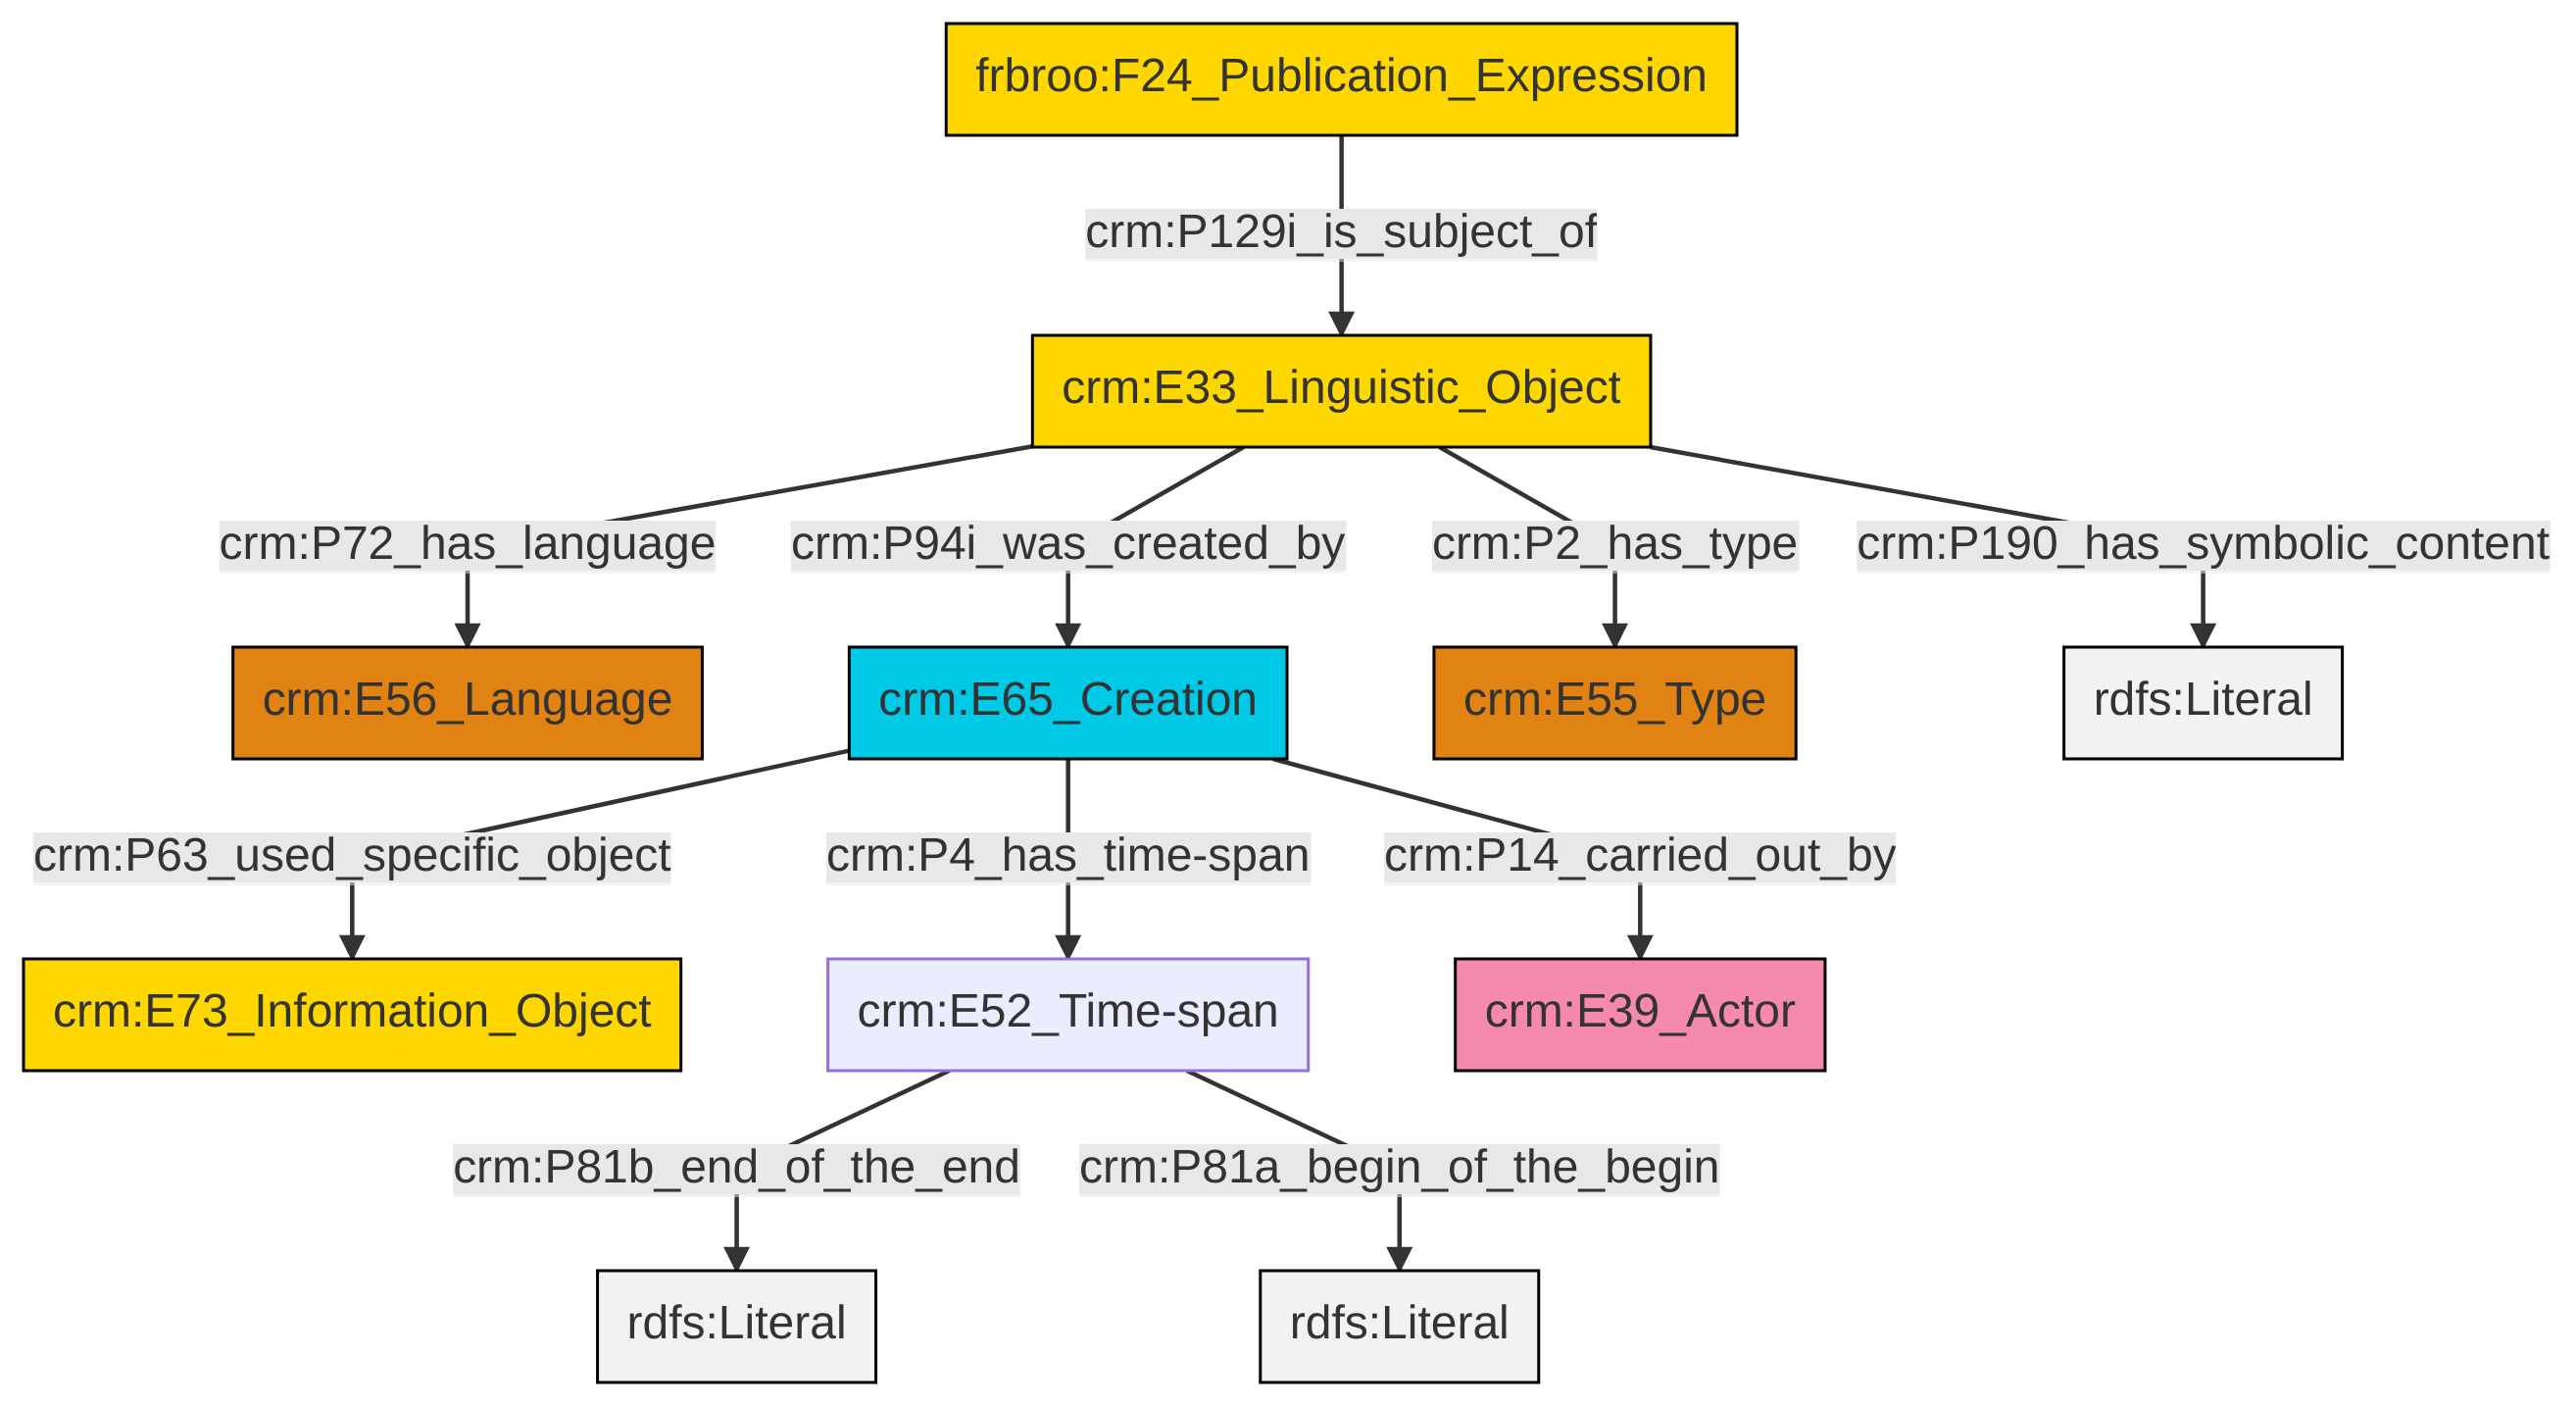 frbroo:F24_Publication_Expression
crm:P129i_is_subject_of
crm:E33_Linguistic_Object
crm:P72_has_language
crm:P94i_was_created_by
crm:P2_has_type
crm:P190_has_symbolic_content
crm:E56_Language
crm:E65_Creation
crm:E55_Type
rdfs:Literal
crm:P63_used_specific_object
crm:P4_has_time-span
crm:P14_carried_out_by
crm:E73_Information_Object
crm:E52_Time-span
crm:E39_Actor
crm:P81b_end_of_the_end
crm:P81a_begin_of_the_begin
rdfs:Literal
rdfs:Literal